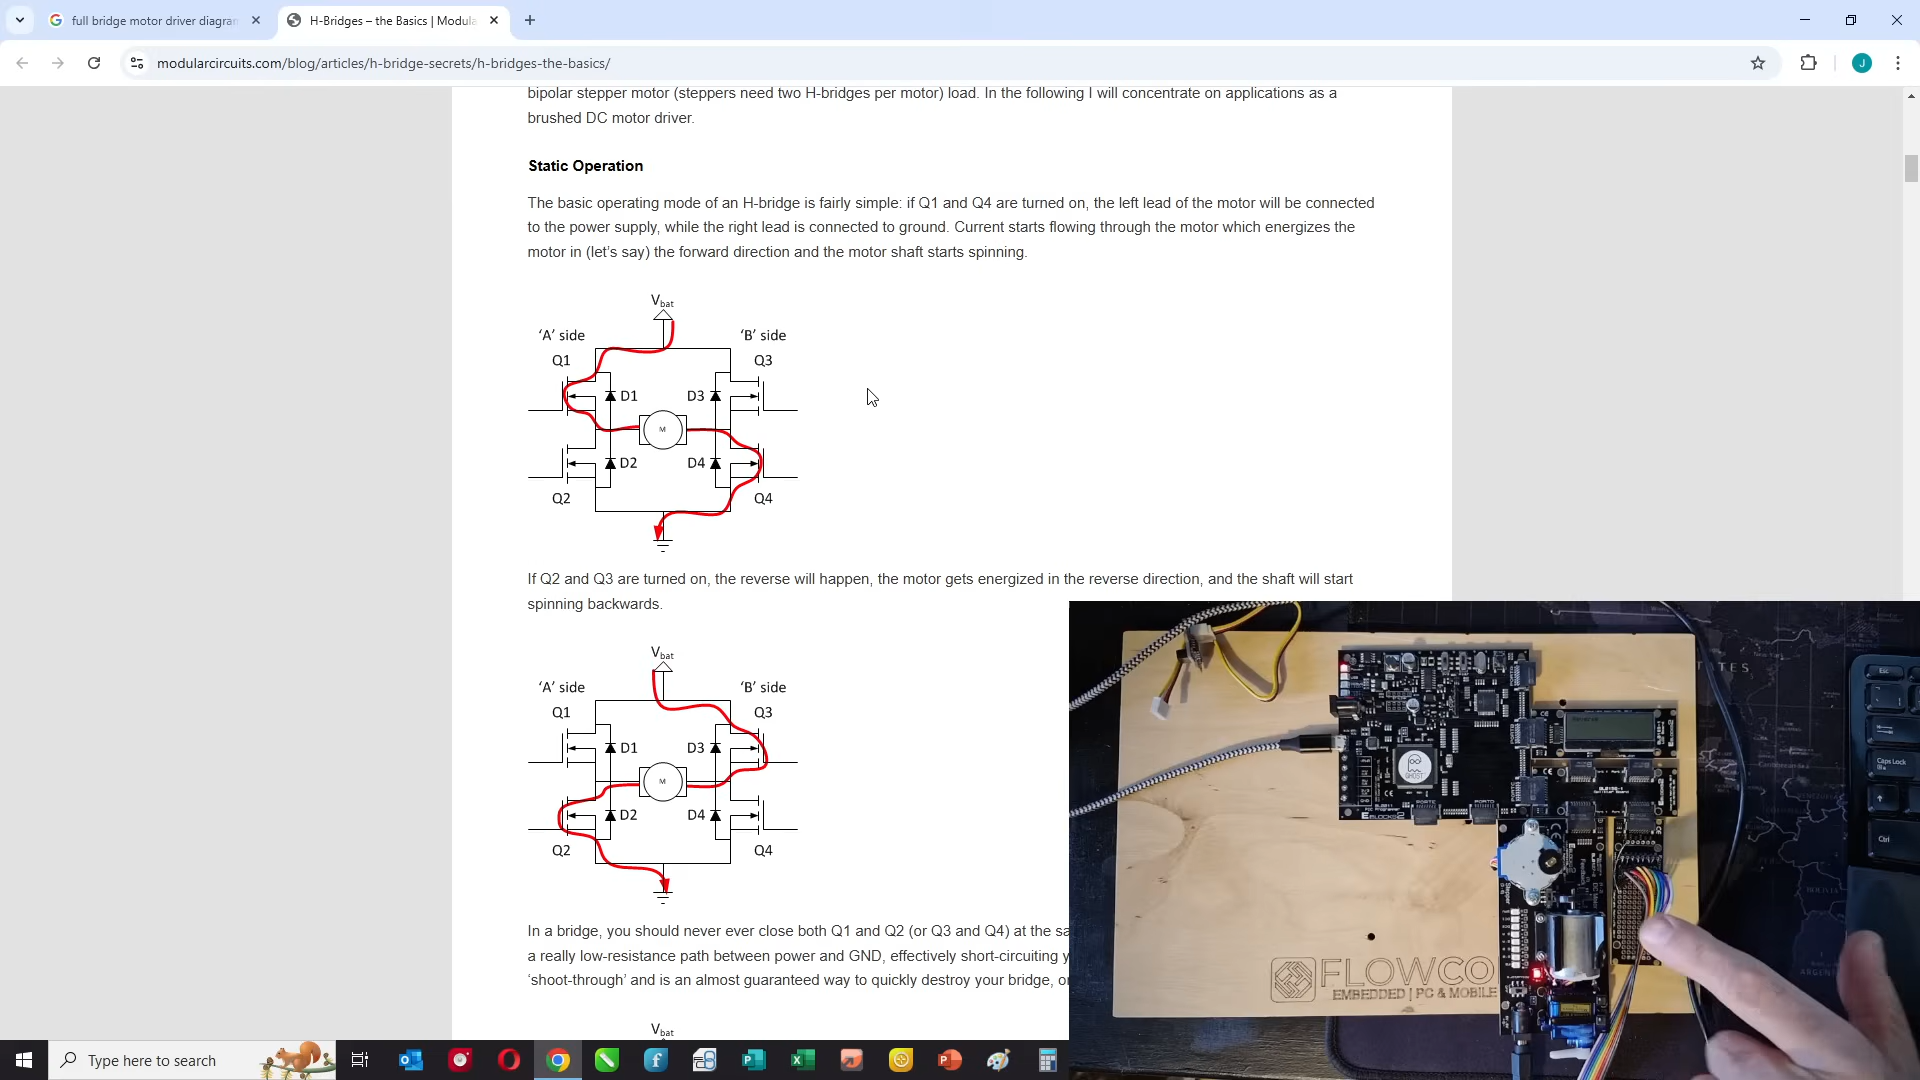 full bridge motor driver diagram
H-Bridges – the Basics | Modula
modularcircuits.com/blog/articles/h-bridge-secrets/h-bridges-the-basics/
J
bipolar stepper motor (steppers need two H-bridges per motor) load. In the following I will concentrate on applications as a
brushed DC motor driver.
Static Operation
The basic operating mode of an H-bridge is fairly simple: if Q1 and Q4 are turned on, the left lead of the motor will be connected
to the power supply, while the right lead is connected to ground. Current starts flowing through the motor which energizes the
motor in (let's say) the forward direction and the motor shaft starts spinning.
Vbat
'A' side
'B' side
Q1
Q3
D1
D3
M
D2
D4
Q2
Q4
If Q2 and Q3 are turned on, the reverse will happen, the motor gets energized in the reverse direction, and the shaft will start
spinning backwards.
Vbat
'A' side
'B' side
Q1
Q3
D1
D3
M
D2
D4
Q2
Q4
In a bridge, you should never ever close both Q1 and Q2 (or Q3 and Q4) at the sa
a really low-resistance path between power and GND, effectively short-circuiting y
'shoot-through' and is an almost guaranteed way to quickly destroy your bridge, o
Vbat
Reverse
GHOST
E-BLOCKS2
FLOWCO
EMBEDDED | PC & MOBILE
Esc
Caps Lock
Ctrl
Type here to search